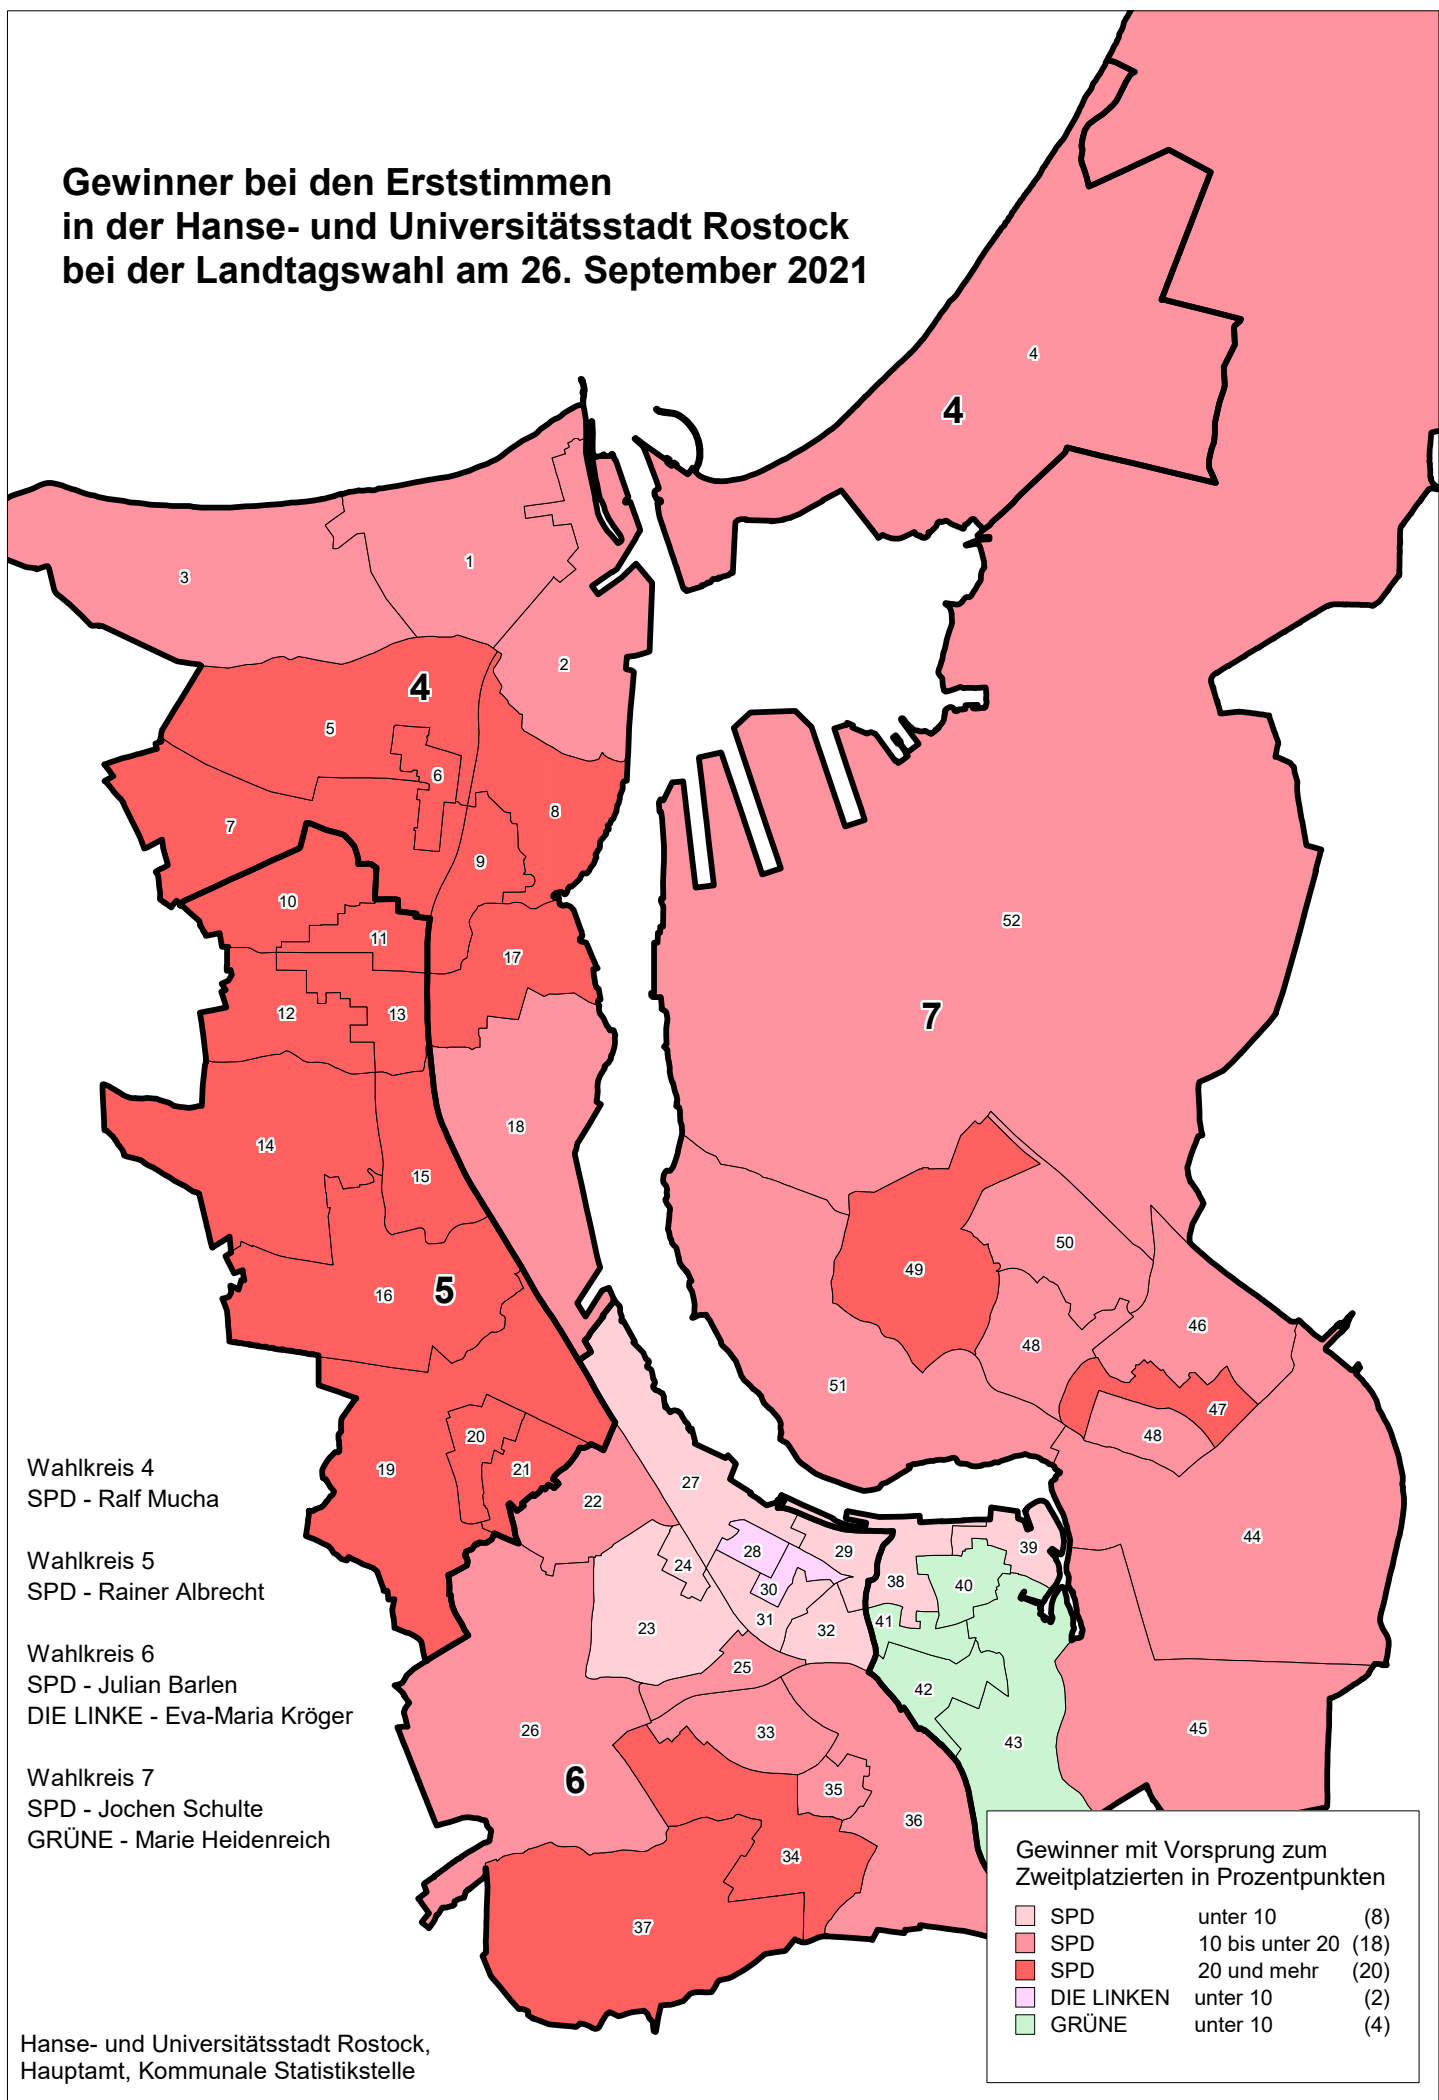 Gewinner bei den Erststimmen
in der Hanse- und Universitätsstadt Rostock
bei der Landtagswahl am 26. September 2021
4
4
3
1
2
4
5
6
7
8
9
10
11
17
12
13
52
7
18
14
15
50
49
16
5
46
48
51
47
20
48
19
21
27
22
44
28
29
39
24
38
40
30
31
41
23
32
25
42
26
33
43
45
6
35
36
34
37
Wahlkreis 4
SPD - Ralf Mucha
Wahlkreis 5
SPD - Rainer Albrecht
Wahlkreis 6
SPD - Julian Barlen
DIE LINKE - Eva-Maria Kröger
Wahlkreis 7
SPD - Jochen Schulte
GRÜNE - Marie Heidenreich
Gewinner mit Vorsprung zum
Zweitplatzierten in Prozentpunkten
SPD unter 10 (8)
SPD 10 bis unter 20 (18)
SPD 20 und mehr (20)
DIE LINKEN unter 10 (2)
GRÜNE unter 10 (4)
Hanse- und Universitätsstadt Rostock,
Hauptamt, Kommunale Statistikstelle